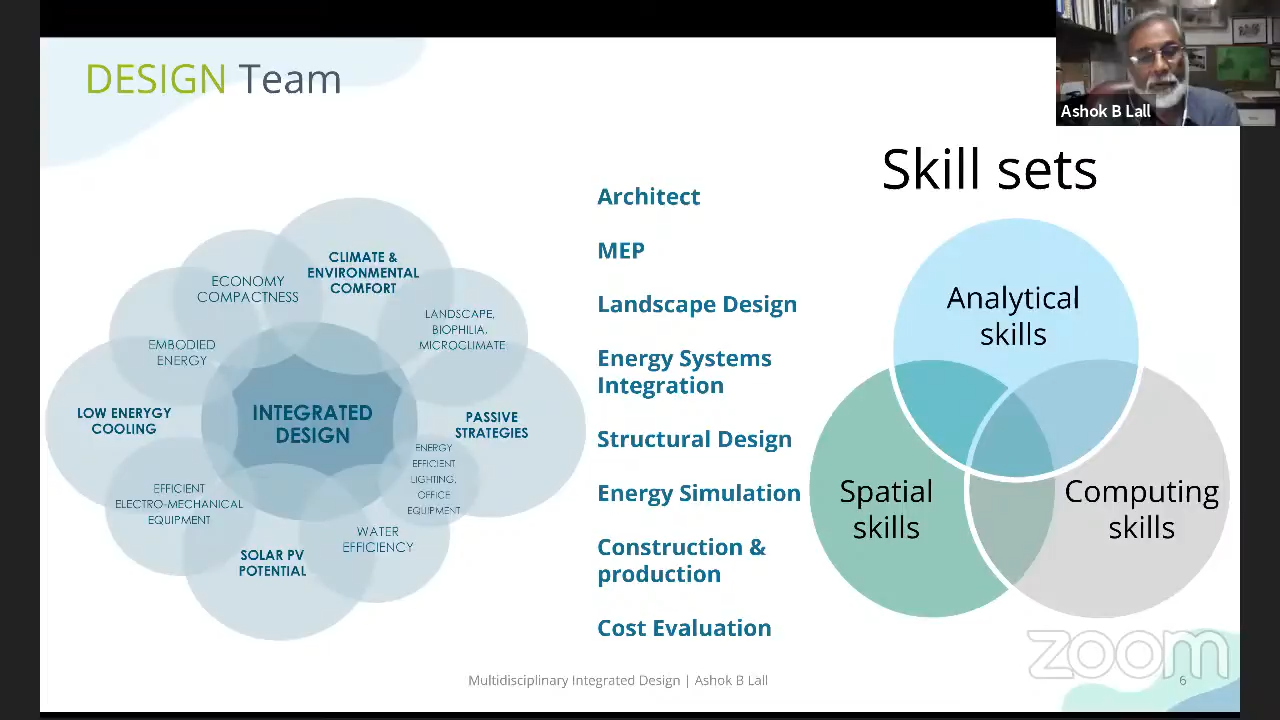 DESIGN Team
Ashok B Lall
Skill sets
CLIMATE &
ENVIRONMENTAL
COMFORT
ECONOMY
COMPACTNESS
LANDSCAPE,
BIOPHILIA,
MICROCLIMATE
EMBODIED
ENERGY
INTEGRATED
DESIGN
LOW ENERYGY
COOLING
PASSIVE
STRATEGIES
ENERGY
EFFICIENT
LIGHTING,
OFFICE
EQUIPMENT
EFFICIENT
ELECTRO-MECHANICAL
EQUIPMENT
WATER
EFFICIENCY
SOLAR PV
POTENTIAL
Architect
MEP
Landscape Design
Energy Systems
Integration
Structural Design
Energy Simulation
Construction &
production
Cost Evaluation
Analytical
skills
Spatial
skills
Computing
skills
zoom
Multidisciplinary Integrated Design | Ashok B Lall
6